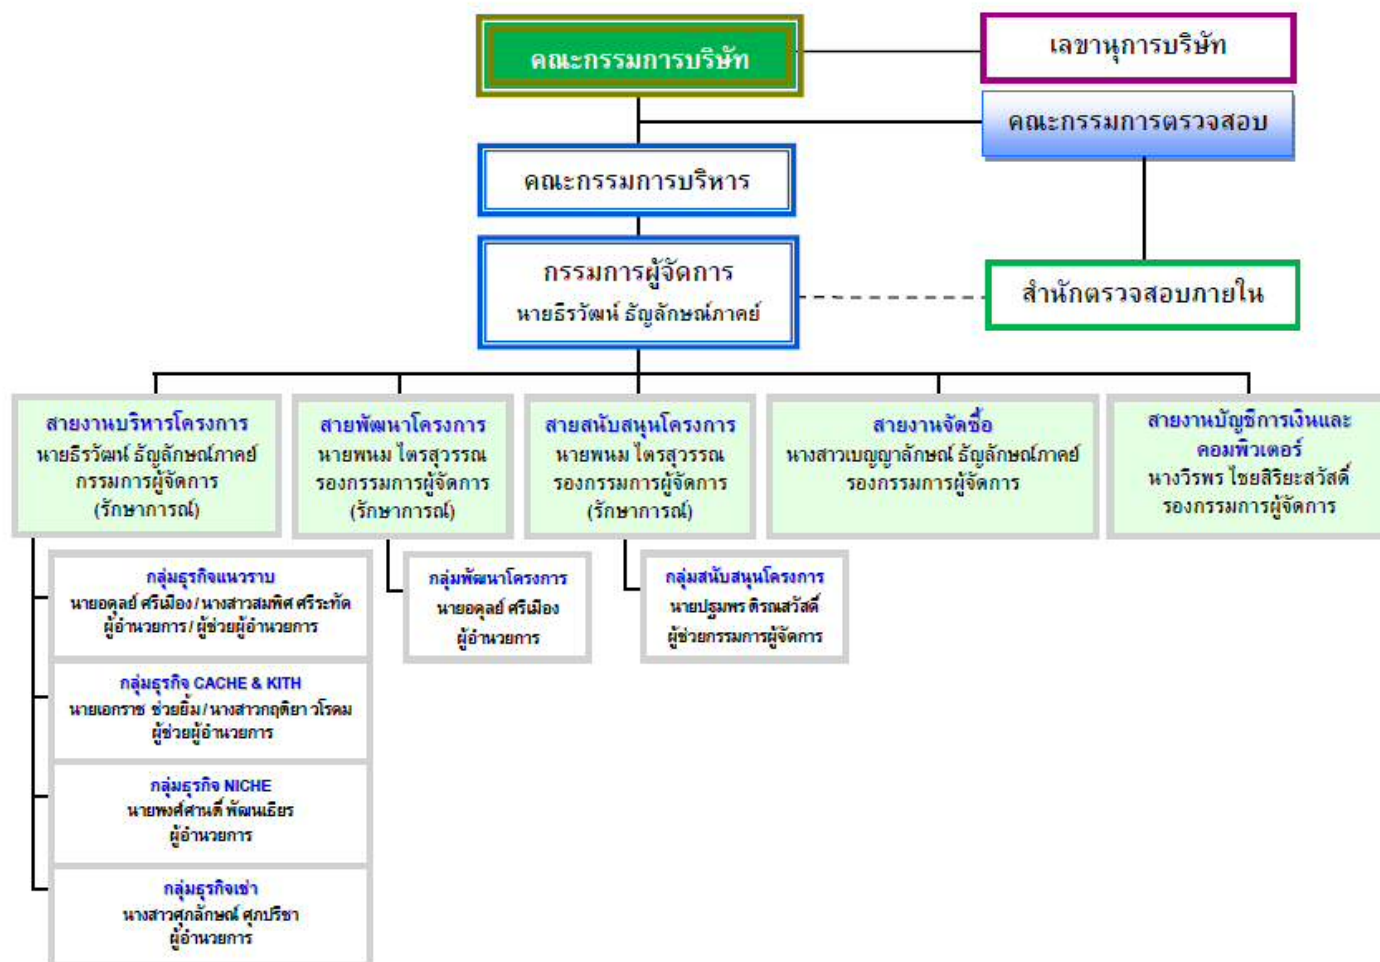 คณะกรรมการบริษัท
เลขานุการบริษัท
คณะกรรมการตรวจสอบ
คณะกรรมการบริหาร
กรรมการผู้จัดการ
นายธีรวัฒน์ ธัญลักษณ์ภาคย์
สำนักตรวจสอบภายใน
สายงานบริหารโครงการ
นายธีรวัฒน์ ธัญลักษณ์ภาคย์
กรรมการผู้จัดการ
(รักษาการณ์)
สายพัฒนาโครงการ
นายพนม ไตรสุวรรณ
รองกรรมการผู้จัดการ
(รักษาการณ์)
สายสนับสนุนโครงการ
นายพนม ไตรสุวรรณ
รองกรรมการผู้จัดการ
(รักษาการณ์)
สายงานจัดซื้อ
นางสาวเบญญาลักษณ์ ธัญลักษณ์ภาคย์
รองกรรมการผู้จัดการ
สายงานบัญชีการเงินและ
คอมพิวเตอร์
นางวิรพร ไชยสิริยะสวัสดิ์
รองกรรมการผู้จัดการ
กลุ่มธุรกิจแนวราบ
นายอดุลย์ ศรีเมือง / นางสาวสมพิศ ศรีระทัด
ผู้อำนวยการ / ผู้ช่วยผู้อำนวยการ
กลุ่มธุรกิจ CACHE & KITH
นายเอกราช ช่วยยิ้ม / นางสาวกฤติยา วโรดม
ผู้ช่วยผู้อำนวยการ
กลุ่มธุรกิจ NICHE
นายพงศ์ศานติ์ พัฒนเธียร
ผู้อำนวยการ
กลุ่มธุรกิจเช่า
นางสาวศุภลักษณ์ ศุภปรีชา
ผู้อำนวยการ
กลุ่มพัฒนาโครงการ
นายอดุลย์ ศรีเมือง
ผู้อำนวยการ
กลุ่มสนับสนุนโครงการ
นายปฐมพร ดิรณสวัสดิ์
ผู้ช่วยกรรมการผู้จัดการ